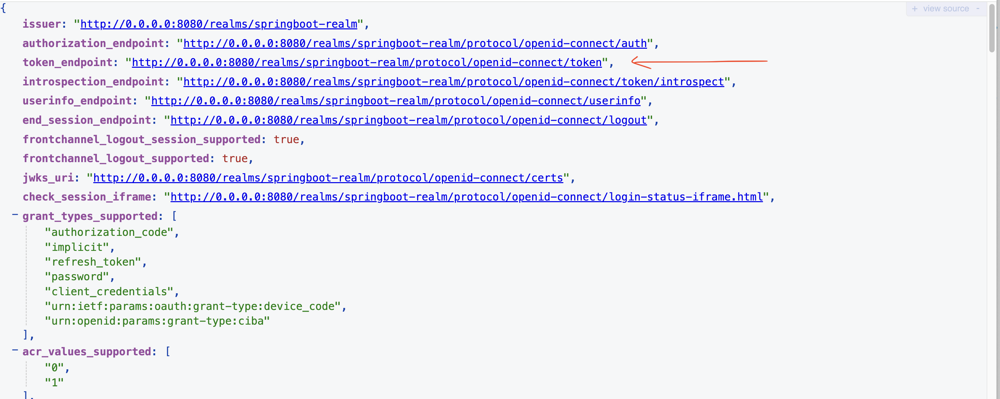 {
+ view source -
issuer: "http://0.0.0.0:8080/realms/springboot-realm",
authorization_endpoint: "http://0.0.0.0:8080/realms/springboot-realm/protocol/openid-connect/auth",
token_endpoint: "http://0.0.0.0:8080/realms/springboot-realm/protocol/openid-connect/token",
introspection_endpoint: "http://0.0.0.0:8080/realms/springboot-realm/protocol/openid-connect/token/introspect",
userinfo_endpoint: "http://0.0.0.0:8080/realms/springboot-realm/protocol/openid-connect/userinfo",
end_session_endpoint: "http://0.0.0.0:8080/realms/springboot-realm/protocol/openid-connect/logout",
frontchannel_logout_session_supported: true,
frontchannel_logout_supported: true,
jwks_uri: "http://0.0.0.0:8080/realms/springboot-realm/protocol/openid-connect/certs",
check_session_iframe: "http://0.0.0.0:8080/realms/springboot-realm/protocol/openid-connect/login-status-iframe.html",
- grant_types_supported: [
"authorization_code",
"implicit",
"refresh_token",
"password",
"client_credentials",
"urn:ietf:params:oauth:grant-type:device_code",
"urn:openid:params:grant-type:ciba"
],
- acr_values_supported: [
"0",
"1"
],